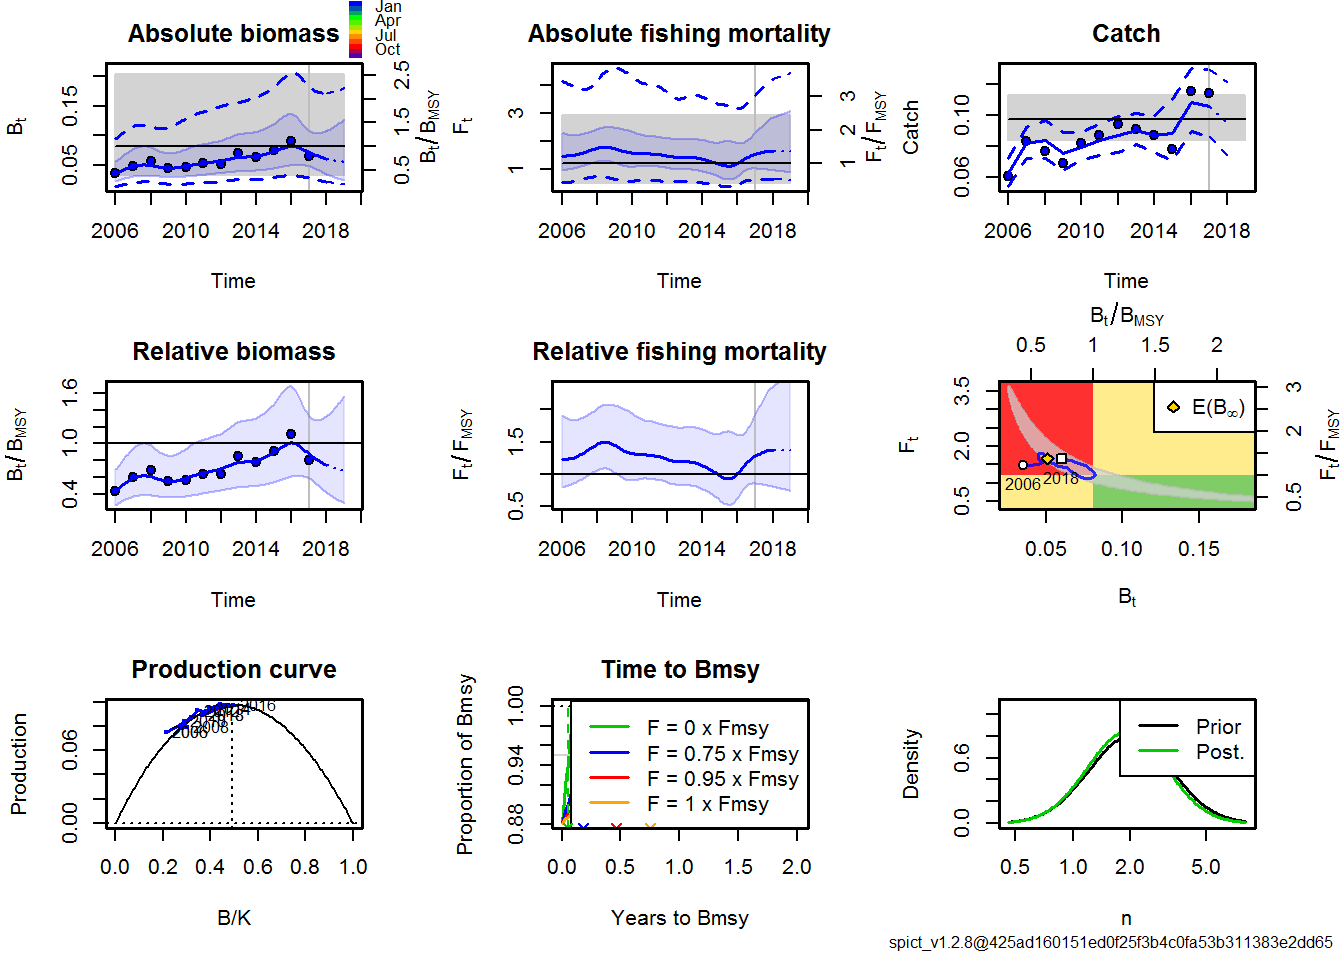 Jan
Apr
Jul
Oct
Absolute biomass
Bt
0.05
0.15
Bt/BMSY
0.5
1
1.5
2.5
2006 2010 2014 2018
Time
Absolute fishing mortality
Ft
1
3
Ft/FMSY
1
2
3
2006 2010 2014 2018
Time
Catch
Catch
0.06
0.10
2006 2010 2014 2018
Time
Relative biomass
Bt/BMSY
0.4
1.0
1.6
2006 2010 2014 2018
Time
Relative fishing mortality
Ft/FMSY
0.5
1.5
2006 2010 2014 2018
Time
Bt/BMSY
0.5 1 2
E(B∞)
Ft
0.5
2.0
3.5
Ft/FMSY
0.5
2
3
2006
2018
0.05 0.10 0.15
Bt
Production curve
Production
0.00
0.06
2006
2008
2016
0.0 0.2 0.4 0.6 0.8 1.0
B/K
Time to Bmsy
Proportion of Bmsy
0.88
0.94
1.00
F = 0 x Fmsy
F = 0.75 x Fmsy
F = 0.95 x Fmsy
F = 1 x Fmsy
0.0 0.5 1.0 1.5 2.0
Years to Bmsy
Density
0.0
0.6
Prior
Post.
0.5 1.0 2.0 5.0
n
spict_v1.2.8@425ad160151ed0f25f3b4c0fa53b311383e2dd65